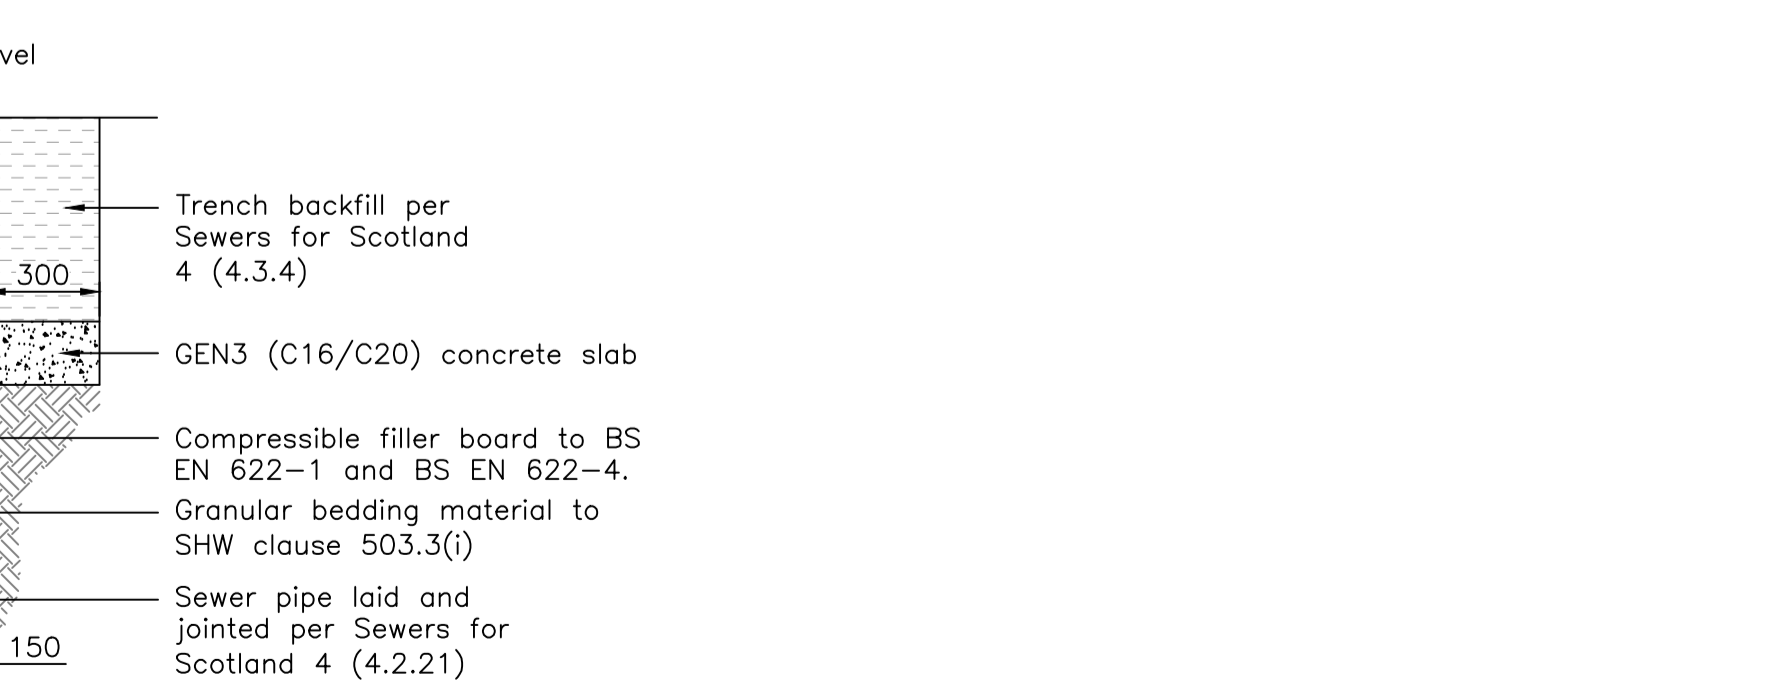 vel
Trench backfill per
Sewers for Scotland
4 (4.3.4)
300
GEN3 (C16/C20) concrete slab
Compressible filler board to BS
EN 622-1 and BS EN 622-4.
Granular bedding material to
SHW clause 503.3(i)
Sewer pipe laid and
jointed per Sewers for
150
Scotland 4 (4.2.21)